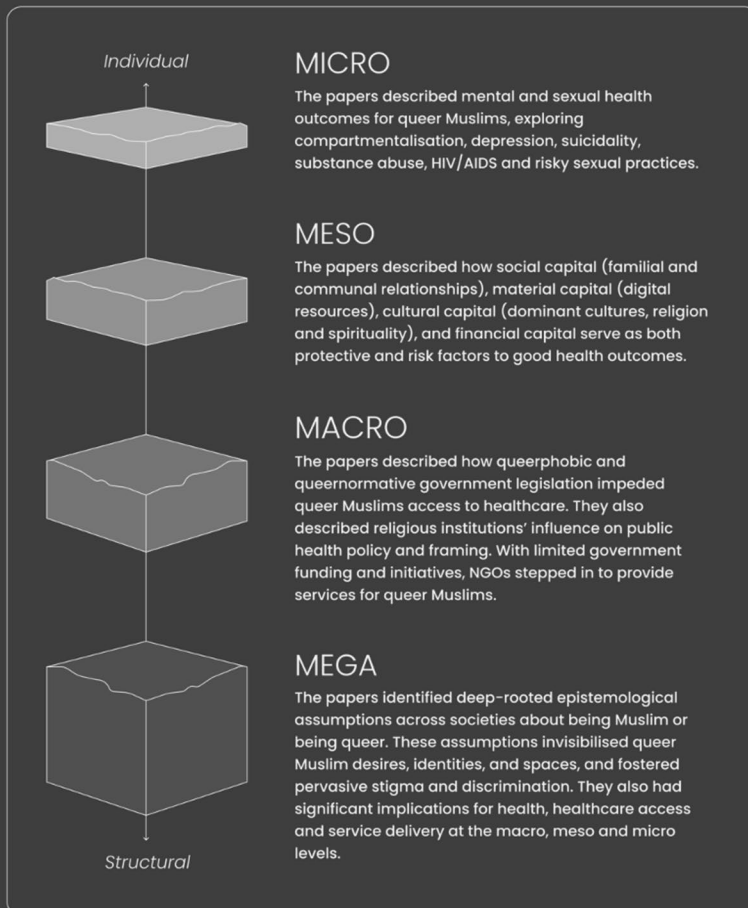 Individual
MICRO
The papers described mental and sexual health
outcomes for queer Muslims, exploring
compartmentalisation, depression, suicidality,
substance abuse, HIV/AIDS and risky sexual practices.
MESO
The papers described how social capital (familial and
communal relationships), material capital (digital
resources), cultural capital (dominant cultures, religion
and spirituality), and financial capital serve as both
protective and risk factors to good health outcomes.
MACRO
The papers described how queerphobic and
queernormative government legislation impeded
queer Muslims access to healthcare. They also
described religious institutions’ influence on public
health policy and framing. With limited government
funding and initiatives, NGOs stepped in to provide
services for queer Muslims.
MEGA
The papers identified deep-rooted epistemological
assumptions across societies about being Muslim or
being queer. These assumptions invisibilised queer
Muslim desires, identities, and spaces, and fostered
pervasive stigma and discrimination. They also had
significant implications for health, healthcare access
and service delivery at the macro, meso and micro
levels.
Structural